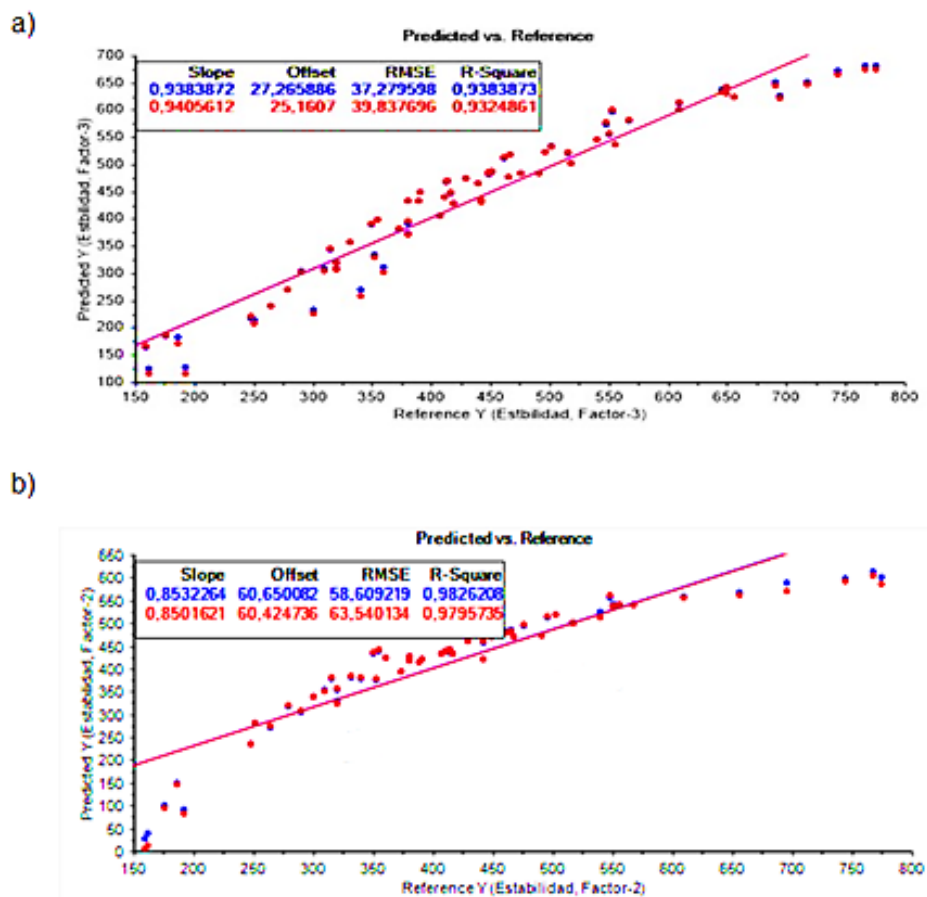 a)
Predicted vs. Reference
Slope Offset RMSE R-Square
0,9383872 27,265886 37,279598 0,9383873
0,9405612 25,1607 39,837696 0,9324861
700
650
600
550
500
450
400
350
300
250
200
150
100
Predicted Y (Estbilidad, Factor-3)
150 200 250 300 350 400 450 500 550 600 650 700 750 800
Reference Y (Estbilidad, Factor-3)
b)
Predicted vs. Reference
Slope Offset RMSE R-Square
0,8532264 60,650082 58,609219 0,9826208
0,8501621 60,424736 63,540134 0,9795735
650
600
550
500
450
400
350
300
250
200
150
100
50
0
Predicted Y (Estabilidad, Factor-2)
150 200 250 300 350 400 450 500 550 600 650 700 750 800
Reference Y (Estabilidad, Factor-2)